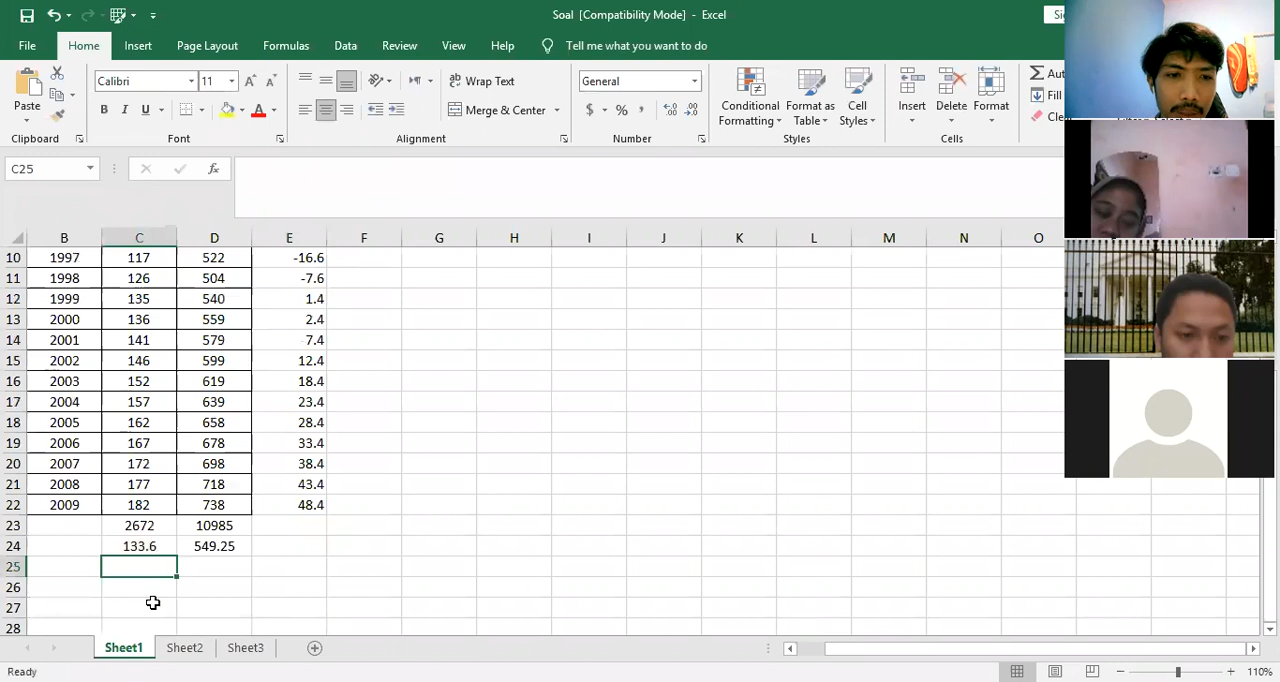 Soal [Compatibility Mode] - Excel
File Home Insert Page Layout Formulas Data Review View Help Tell me what you want to do
Paste
Calibri 11
Wrap Text
General
B I U
Merge & Center
$ % ,
Conditional Formatting
Format as Table
Cell Styles
Insert Delete Format
Fill
Clipboard Font Alignment Number Styles Cells
C25 fx
B C D E F G H I J K L M N O
10 1997 117 522 -16.6
11 1998 126 504 -7.6
12 1999 135 540 1.4
13 2000 136 559 2.4
14 2001 141 579 7.4
15 2002 146 599 12.4
16 2003 152 619 18.4
17 2004 157 639 23.4
18 2005 162 658 28.4
19 2006 167 678 33.4
20 2007 172 698 38.4
21 2008 177 718 43.4
22 2009 182 738 48.4
23 2672 10985
24 133.6 549.25
25
26
27
28
Sheet1 Sheet2 Sheet3
Ready 110%